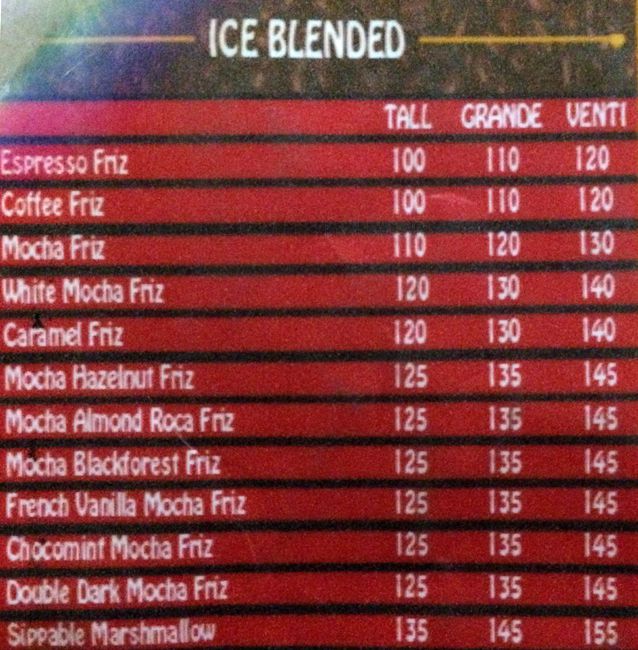 ICE BLENDED
TALL GRANDE VENTI
Espresso Friz 100 110 120
Coffee Friz 100 110 120
Mocha Friz 110 120 130
White Mocha Friz 120 130 140
Caramel Friz 120 130 140
Mocha Hazelnut Friz 125 135 145
Mocha Almond Roca Friz 125 135 145
Mocha Blackforest Friz 125 135 145
French Vanilla Mocha Friz 125 135 145
Chocomint Mocha Friz 125 135 145
Double Dark Mocha Friz 125 135 145
Sippable Marshmallow 135 145 155